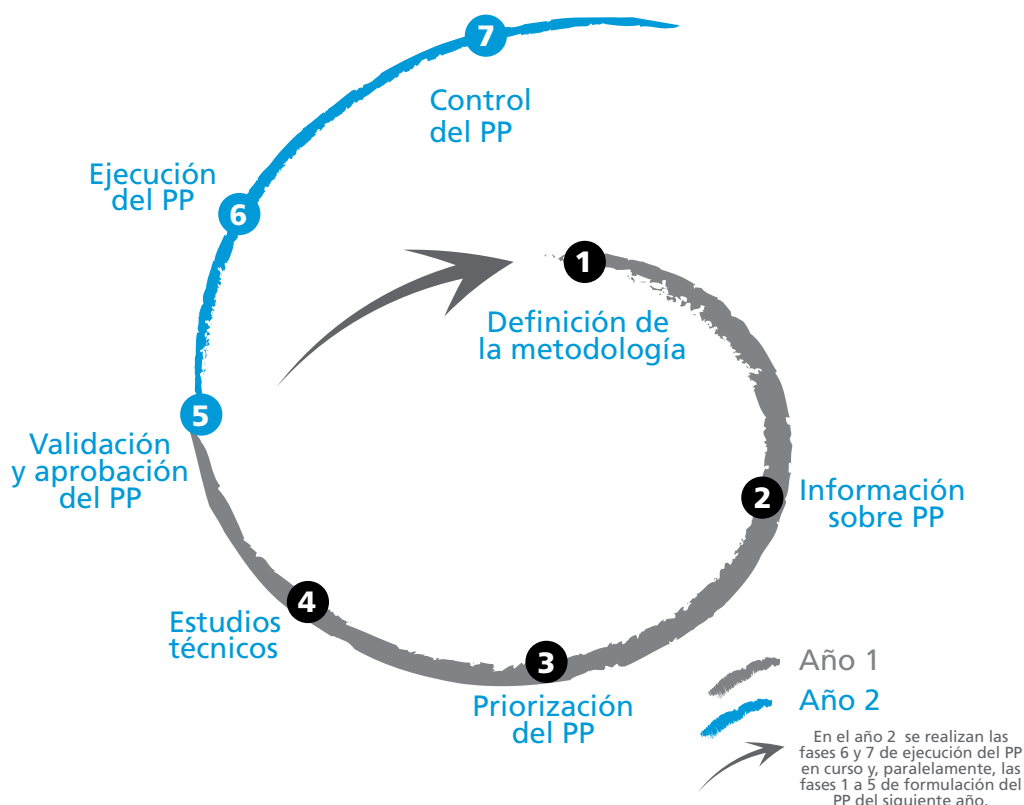 1
Definición de
la metodología
2
Información
sobre PP
3
Priorización
del PP
4
Estudios
técnicos
5
Validación
y aprobación
del PP
6
Ejecución
del PP
7
Control
del PP
Año 1
Año 2
En el año 2 se realizan las
fases 6 y 7 de ejecución del PP
en curso y, paralelamente, las
fases 1 a 5 de formulación del
PP del siguiente año.